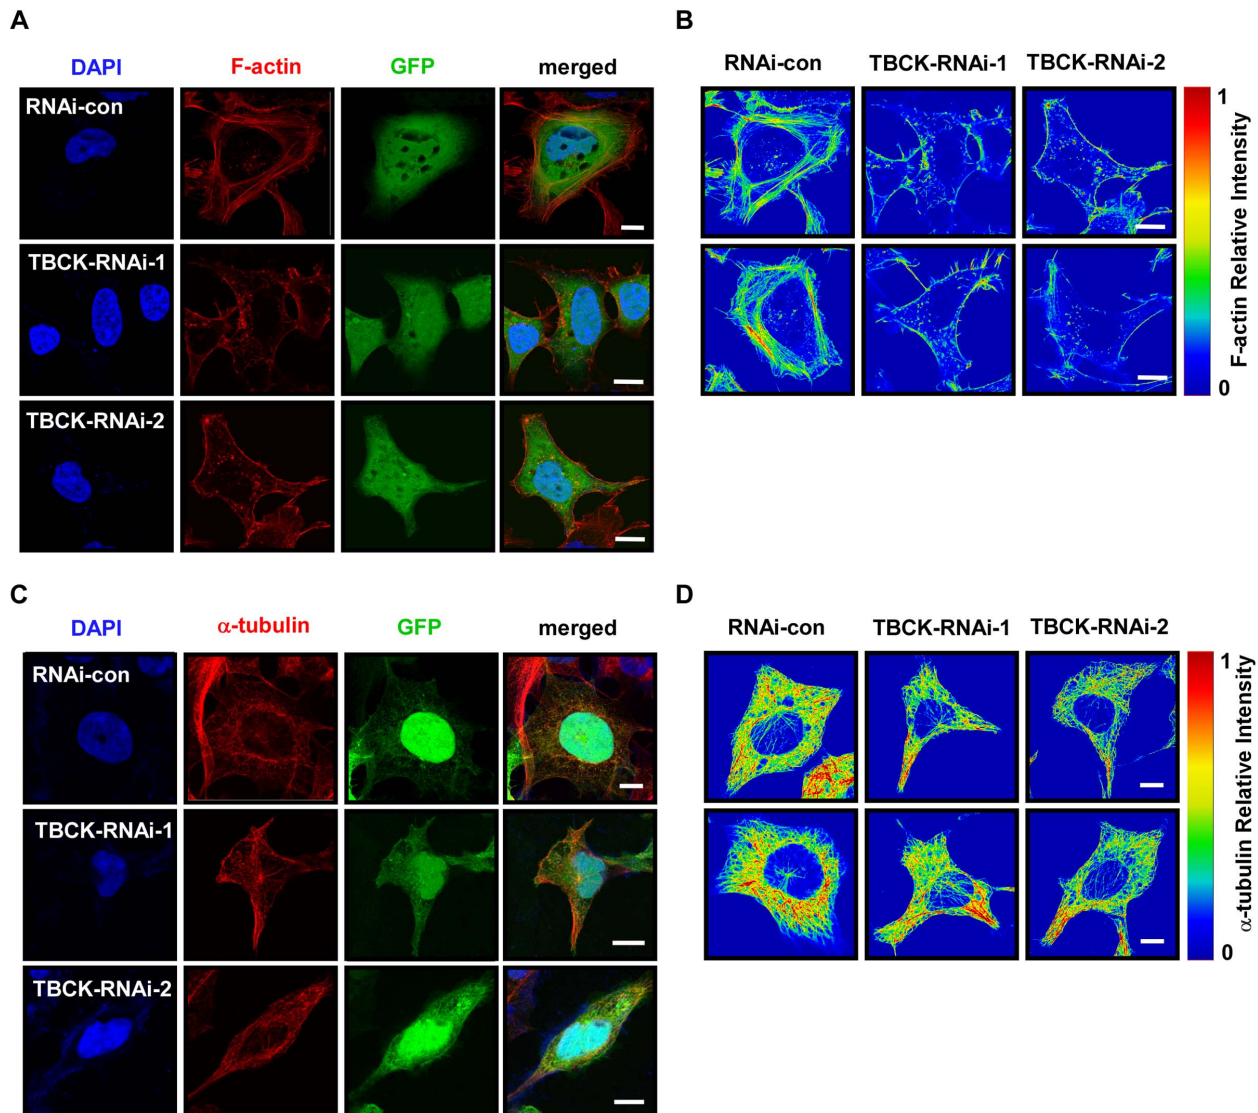 A
DAPI F-actin GFP merged
RNAi-con
TBCK-RNAi-1
TBCK-RNAi-2
B
RNAi-con TBCK-RNAi-1 TBCK-RNAi-2
1
F-actin Relative Intensity
0
C
DAPI α-tubulin GFP merged
RNAi-con
TBCK-RNAi-1
TBCK-RNAi-2
D
RNAi-con TBCK-RNAi-1 TBCK-RNAi-2
1
α-tubulin Relative Intensity
0